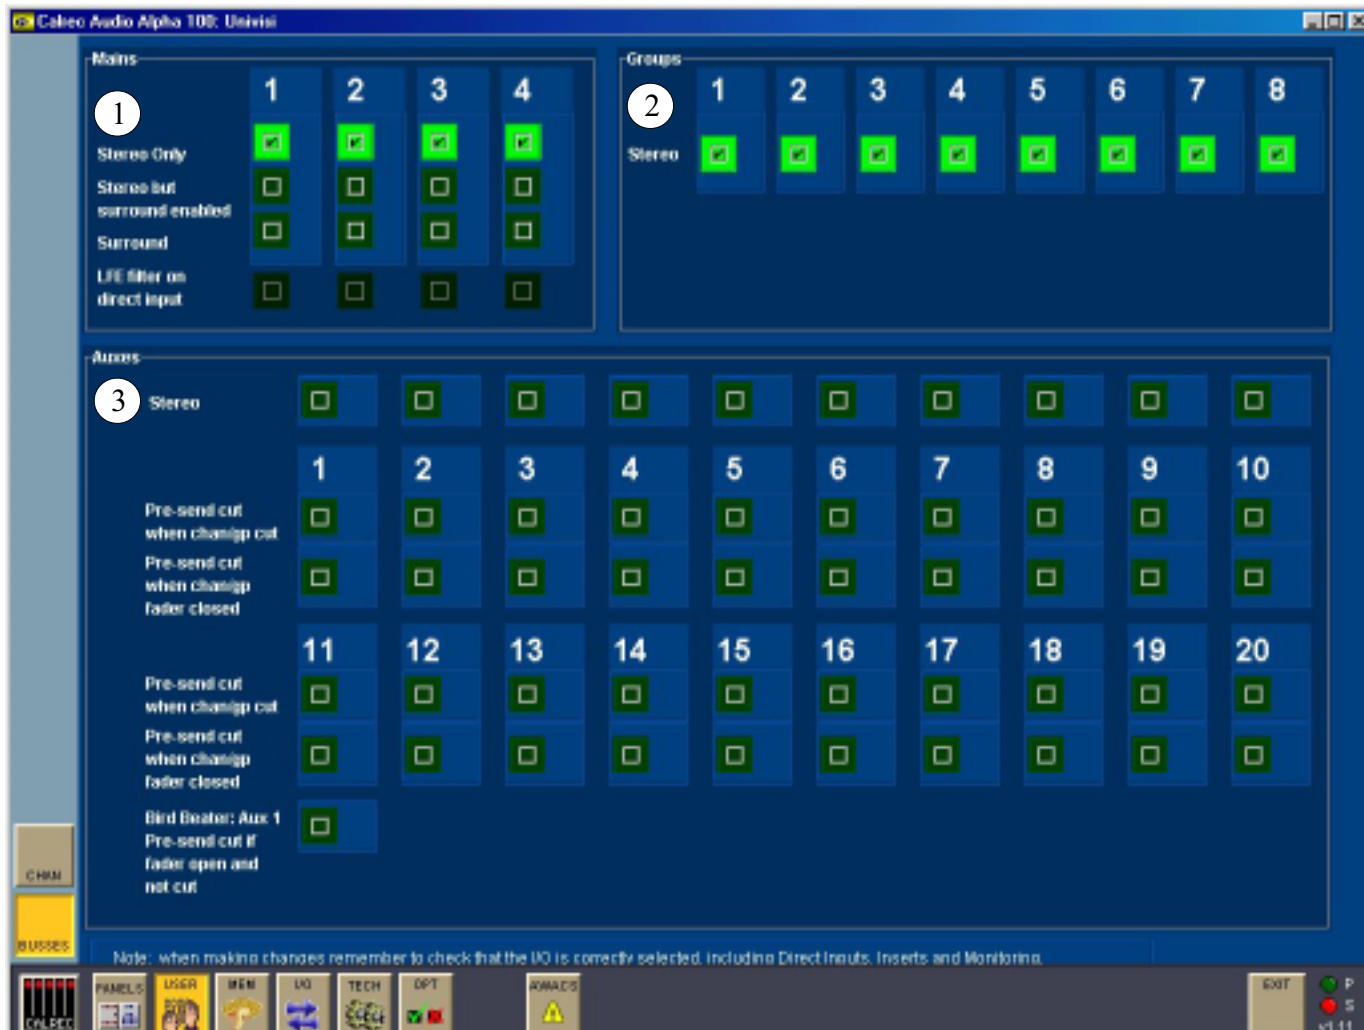 Calrec Audio Alpha 100: Univisi
Mains
1 2 3 4
1
Stereo Only
Stereo but
surround enabled
Surround
LFE filter on
direct input
Groups
1 2 3 4 5 6 7 8
2
Stereo
Auxes
3
Stereo
1 2 3 4 5 6 7 8 9 10
Pre-send cut
when chan/gp cut
Pre-send cut
when chan/gp
fader closed
11 12 13 14 15 16 17 18 19 20
Pre-send cut
when chan/gp cut
Pre-send cut
when chan/gp
fader closed
Bird Beater: Aux 1
Pre-send cut if
fader open and
not cut
CHAN
BUSSES
Note: when making changes remember to check that the I/O is correctly selected, including Direct Inputs, Inserts and Monitoring.
CALREC
PANELS
USER
MEM
I/O
TECH
OPT
AWACS
EXIT
P
S